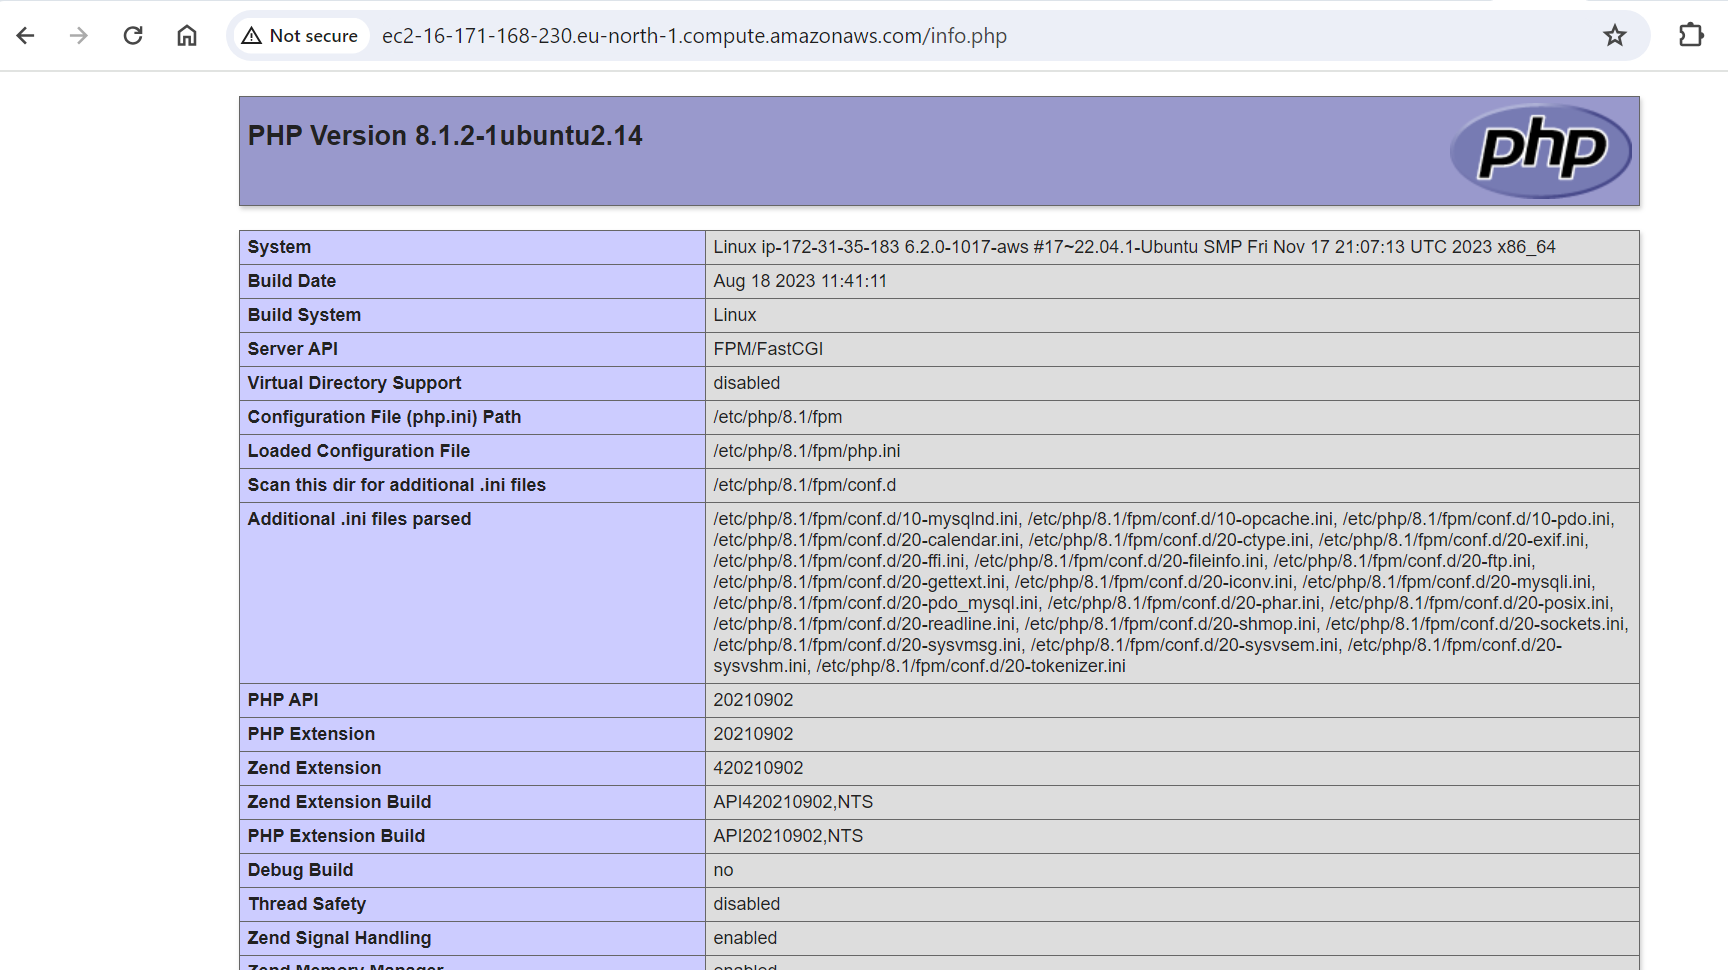 Not secure ec2-16-171-168-230.eu-north-1.compute.amazonaws.com/info.php
PHP Version 8.1.2-1ubuntu2.14
php
System Linux ip-172-31-35-183 6.2.0-1017-aws #17~22.04.1-Ubuntu SMP Fri Nov 17 21:07:13 UTC 2023 x86_64
Build Date Aug 18 2023 11:41:11
Build System Linux
Server API FPM/FastCGI
Virtual Directory Support disabled
Configuration File (php.ini) Path /etc/php/8.1/fpm
Loaded Configuration File /etc/php/8.1/fpm/php.ini
Scan this dir for additional .ini files /etc/php/8.1/fpm/conf.d
Additional .ini files parsed /etc/php/8.1/fpm/conf.d/10-mysqlnd.ini, /etc/php/8.1/fpm/conf.d/10-opcache.ini, /etc/php/8.1/fpm/conf.d/10-pdo.ini,
/etc/php/8.1/fpm/conf.d/20-calendar.ini, /etc/php/8.1/fpm/conf.d/20-ctype.ini, /etc/php/8.1/fpm/conf.d/20-exif.ini,
/etc/php/8.1/fpm/conf.d/20-ffi.ini, /etc/php/8.1/fpm/conf.d/20-fileinfo.ini, /etc/php/8.1/fpm/conf.d/20-ftp.ini,
/etc/php/8.1/fpm/conf.d/20-gettext.ini, /etc/php/8.1/fpm/conf.d/20-iconv.ini, /etc/php/8.1/fpm/conf.d/20-mysqli.ini,
/etc/php/8.1/fpm/conf.d/20-pdo_mysql.ini, /etc/php/8.1/fpm/conf.d/20-phar.ini, /etc/php/8.1/fpm/conf.d/20-posix.ini,
/etc/php/8.1/fpm/conf.d/20-readline.ini, /etc/php/8.1/fpm/conf.d/20-shmop.ini, /etc/php/8.1/fpm/conf.d/20-sockets.ini,
/etc/php/8.1/fpm/conf.d/20-sysvmsg.ini, /etc/php/8.1/fpm/conf.d/20-sysvsem.ini, /etc/php/8.1/fpm/conf.d/20-
sysvshm.ini, /etc/php/8.1/fpm/conf.d/20-tokenizer.ini
PHP API 20210902
PHP Extension 20210902
Zend Extension 420210902
Zend Extension Build API420210902,NTS
PHP Extension Build API20210902,NTS
Debug Build no
Thread Safety disabled
Zend Signal Handling enabled
Zend Memory Manager enabled